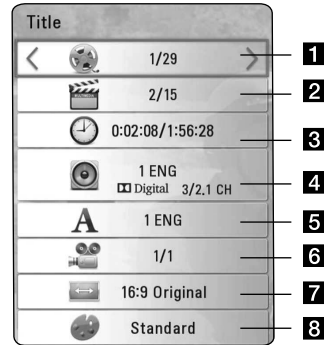 Title
1/29
1
2/15
2
0:02:08/1:56:28
3
1 ENG
Digital 3/2.1 CH
4
A
1 ENG
5
1/1
6
16:9 Original
7
Standard
8